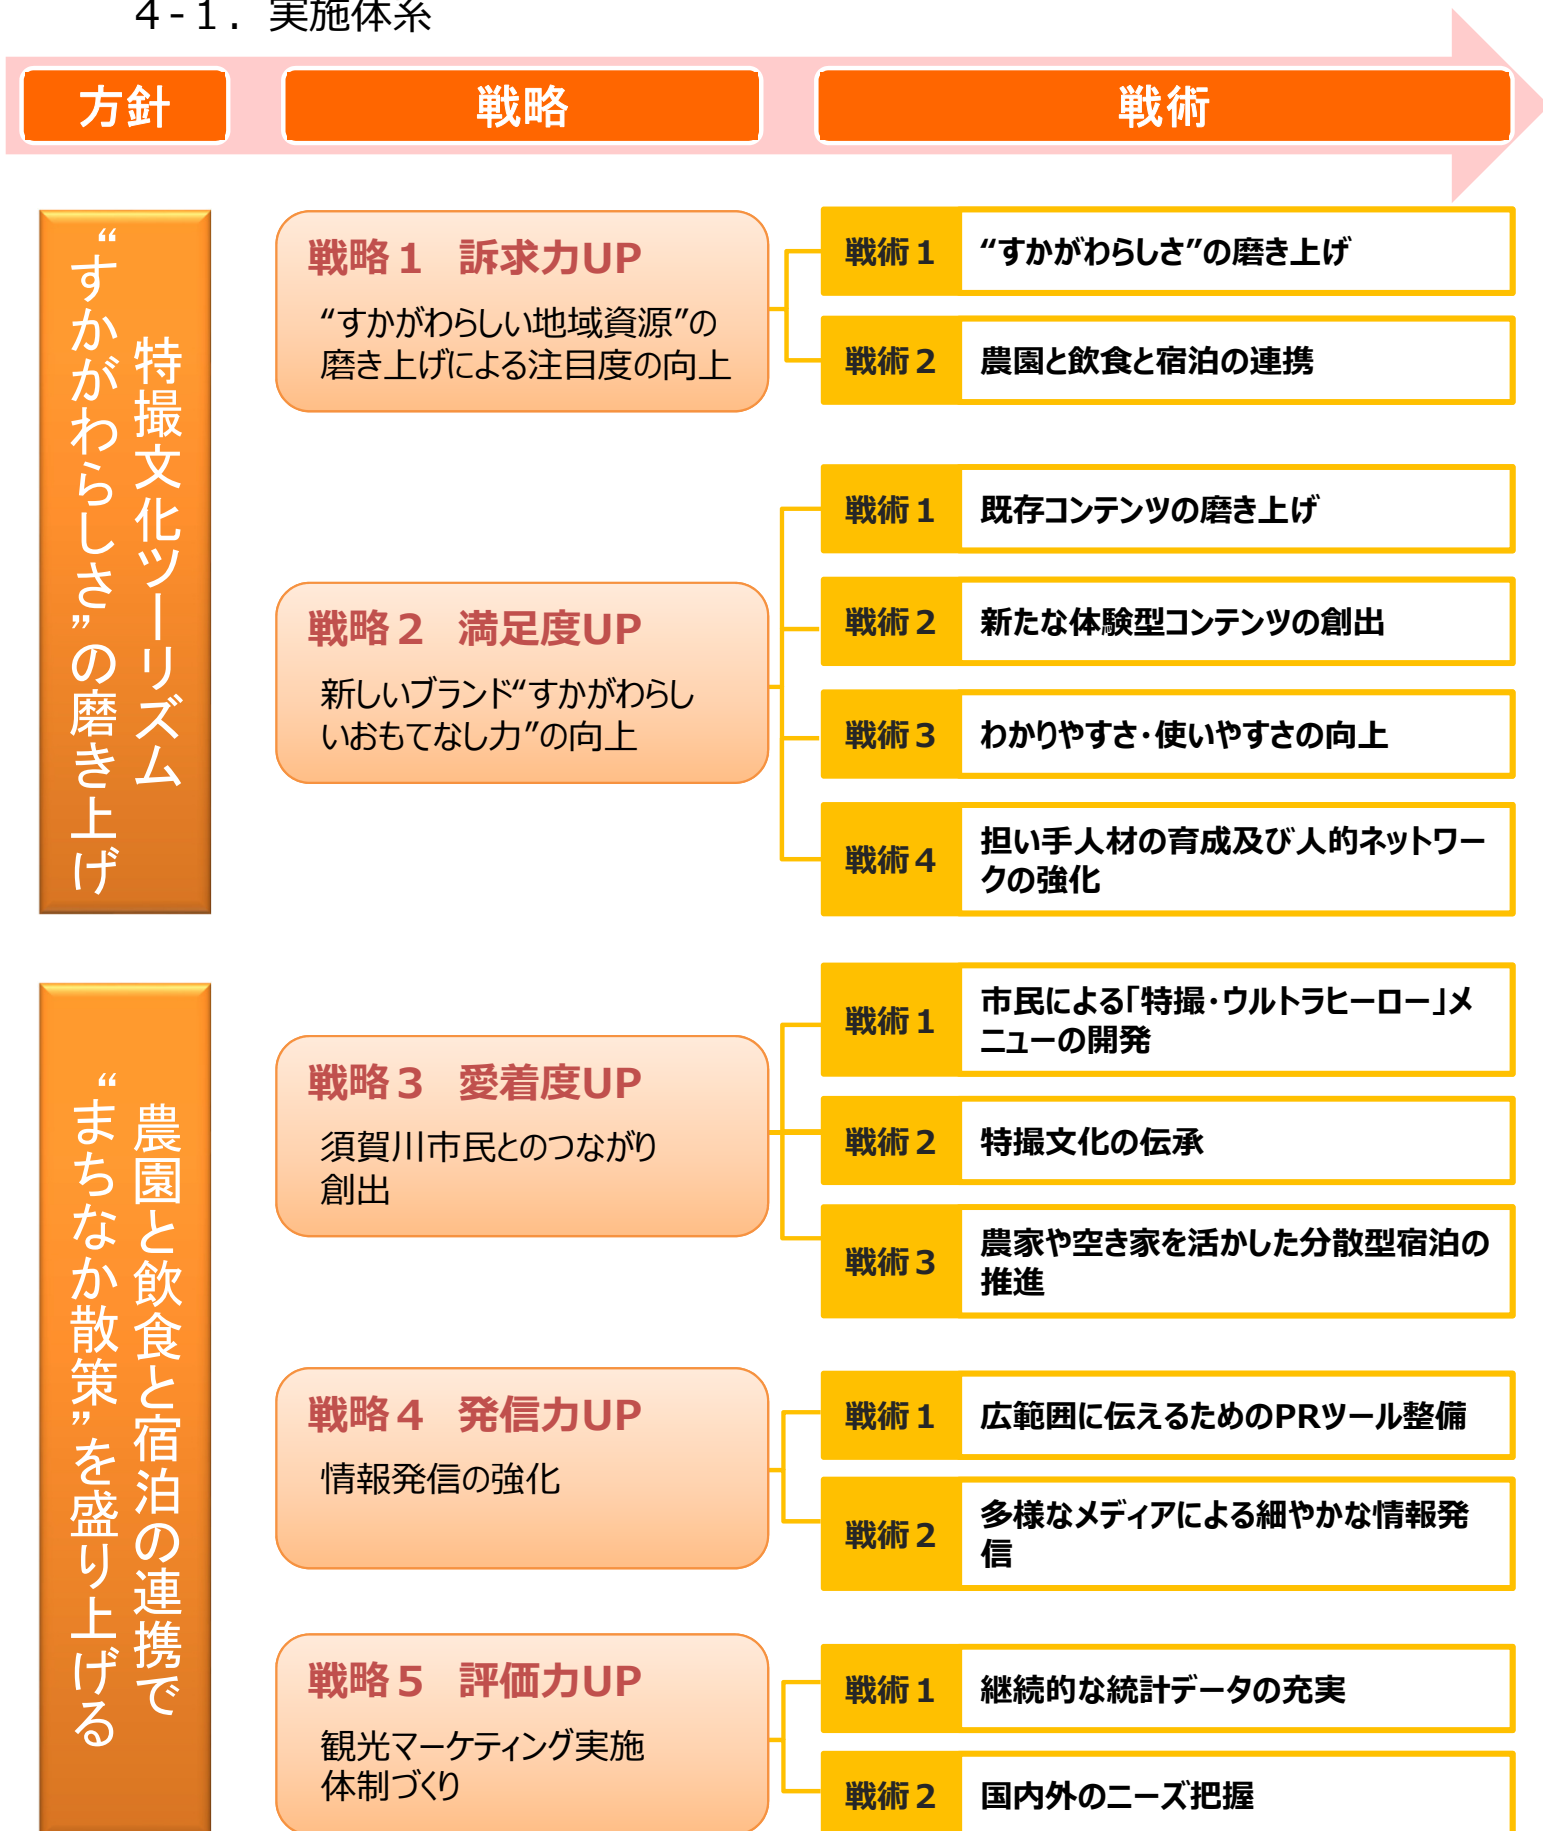 ４-１．実施体系
方針
戦略
戦術
特撮文化ツーリズム
“すかがわらしさ”の磨き上げ
戦略１　訴求力UP
“すかがわらしい地域資源”の
磨き上げによる注目度の向上
戦術１
“すかがわらしさ”の磨き上げ
戦術２
農園と飲食と宿泊の連携
戦略２　満足度UP
新しいブランド“すかがわらし
いおもてなし力”の向上
戦術１
既存コンテンツの磨き上げ
戦術２
新たな体験型コンテンツの創出
戦術３
わかりやすさ・使いやすさの向上
戦術４
担い手人材の育成及び人的ネットワー
クの強化
農園と飲食と宿泊の連携で
“まちなか散策”を盛り上げる
戦略３　愛着度UP
須賀川市民とのつながり
創出
戦術１
市民による「特撮・ウルトラヒーロー」メ
ニューの開発
戦術２
特撮文化の伝承
戦術３
農家や空き家を活かした分散型宿泊の
推進
戦略４　発信力UP
情報発信の強化
戦術１
広範囲に伝えるためのPRツール整備
戦術２
多様なメディアによる細やかな情報発
信
戦略５　評価力UP
観光マーケティング実施
体制づくり
戦術１
継続的な統計データの充実
戦術２
国内外のニーズ把握